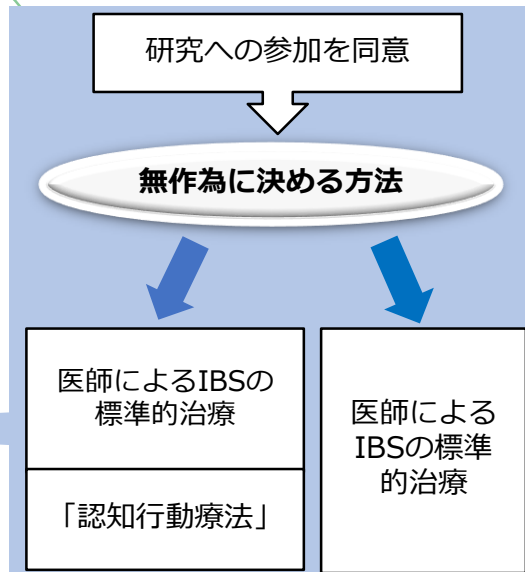 研究への参加を同意
無作為に決める方法
医師によるIBSの
標準的治療
「認知行動療法」
医師による
IBSの標準
的治療